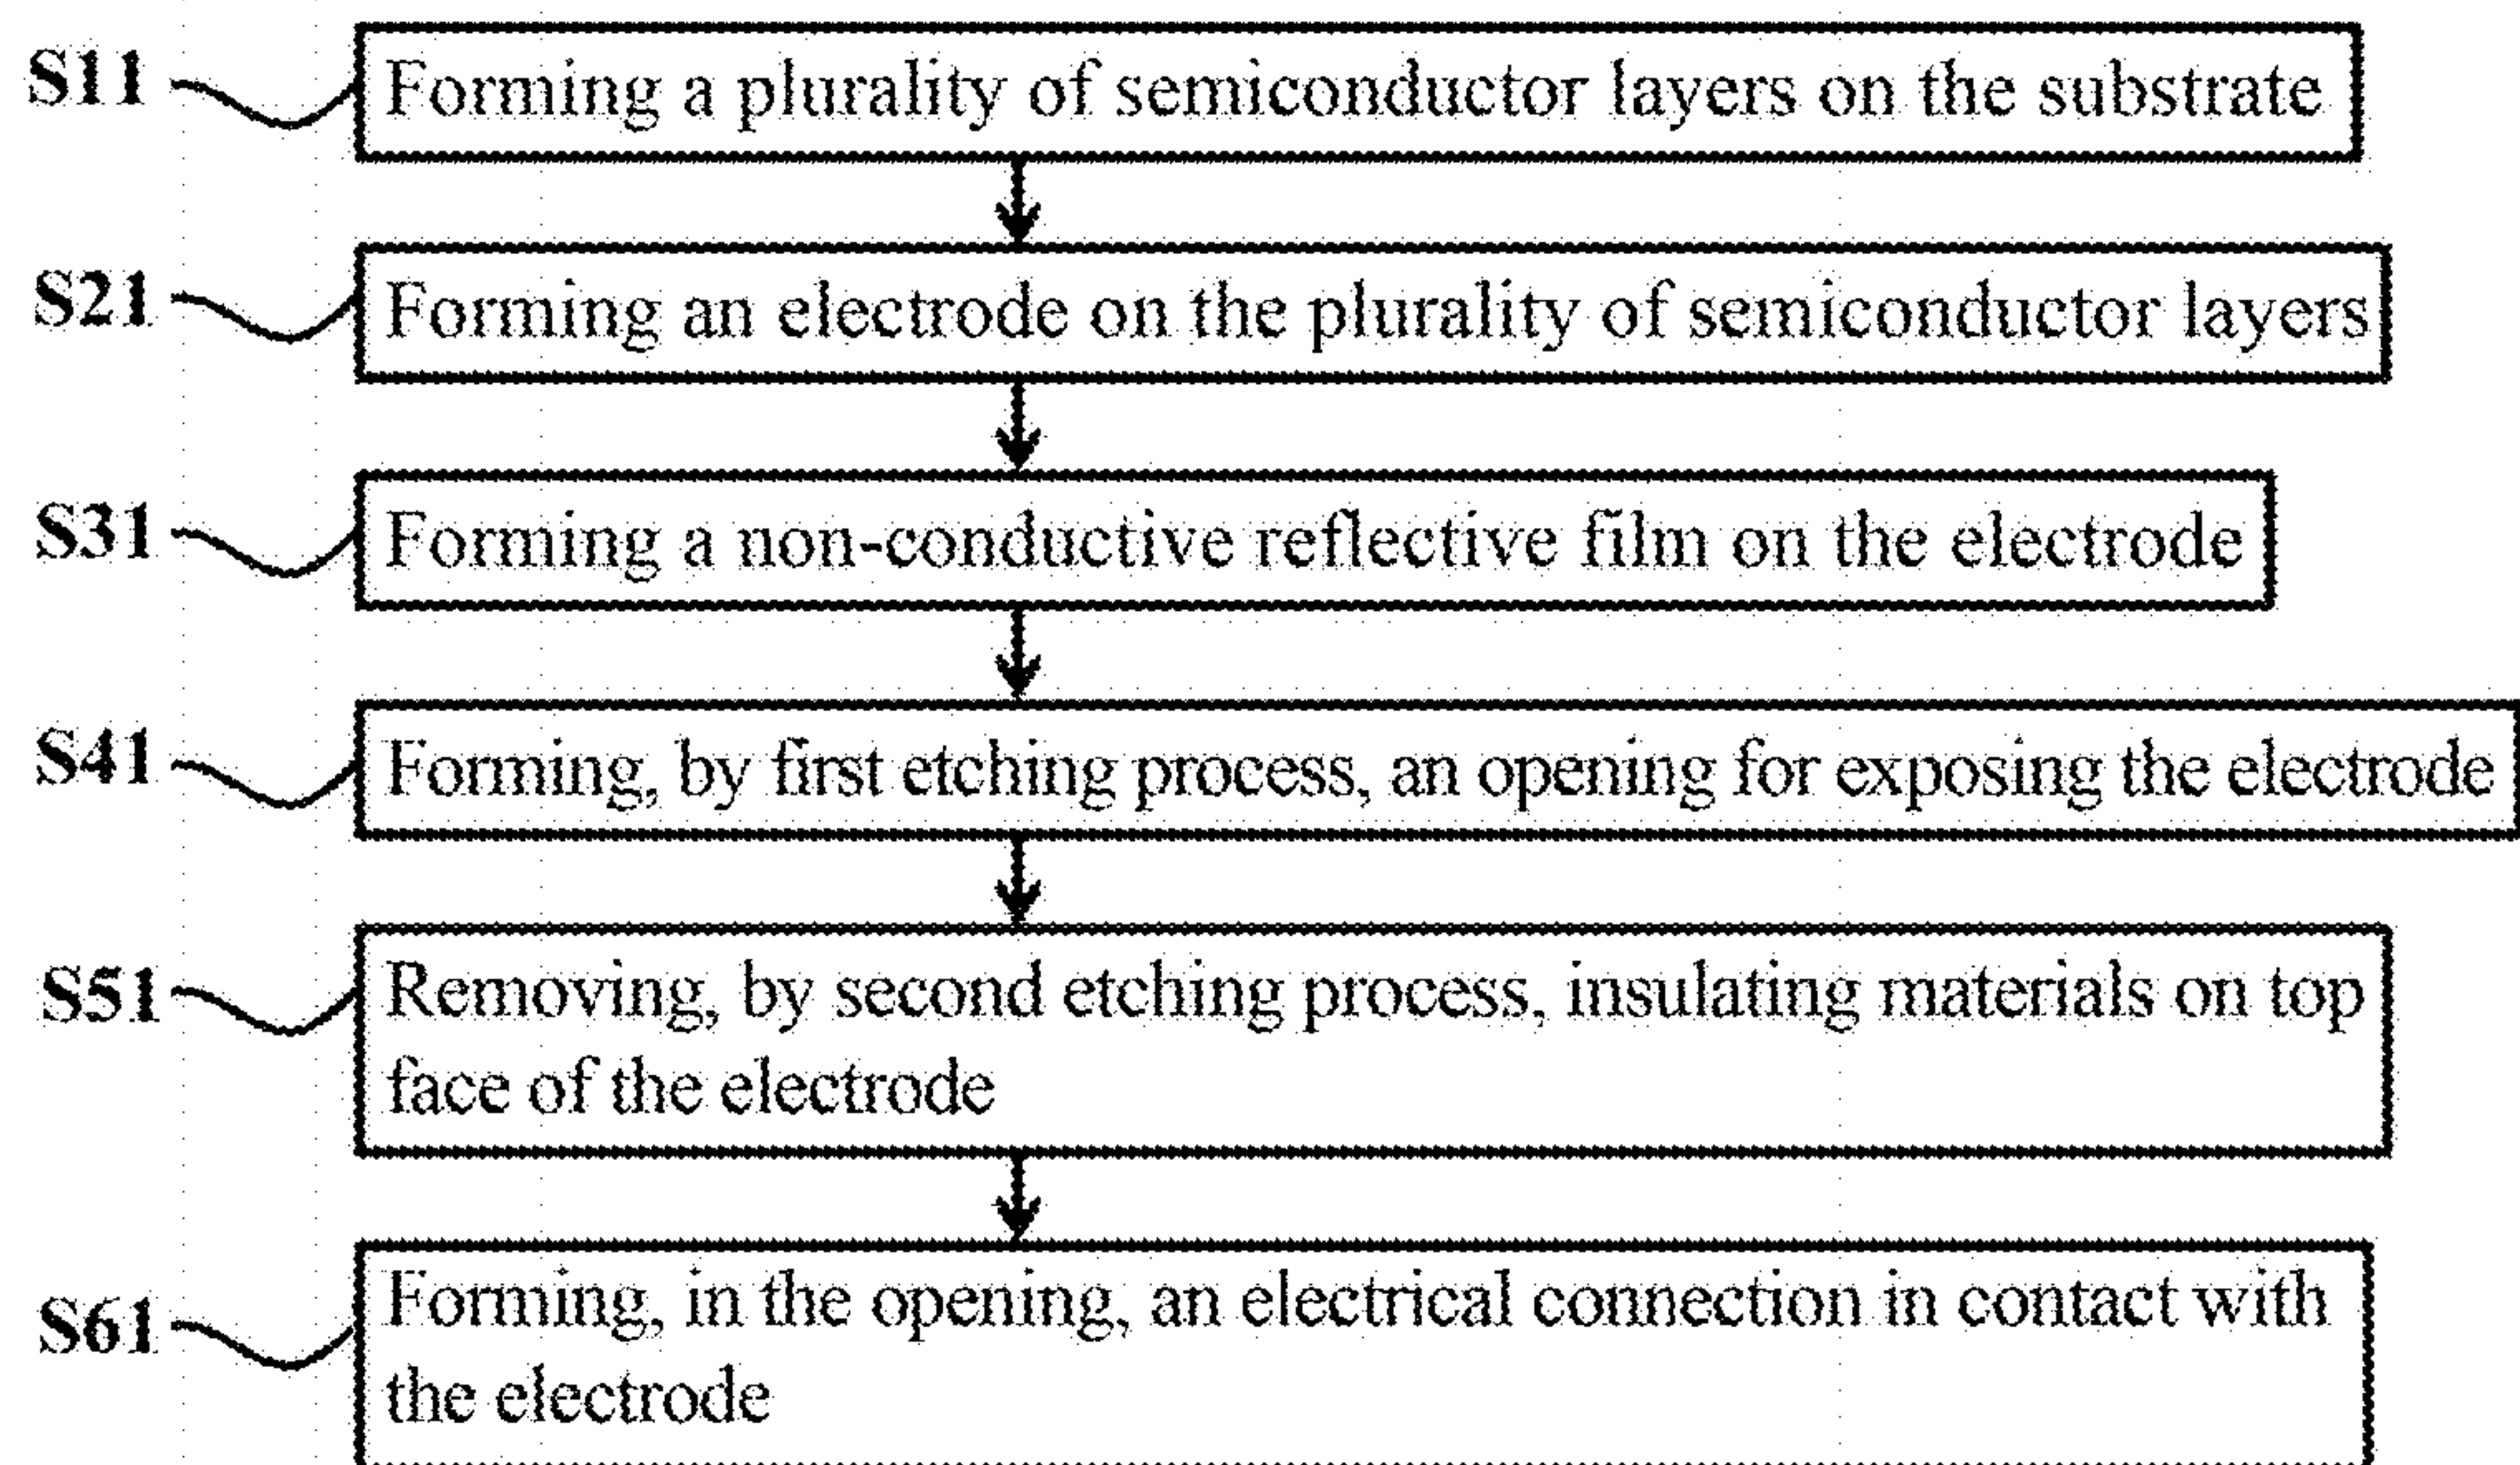 S11 Forming a plurality of semiconductor layers on the substrate
S21 Forming an electrode on the plurality of semiconductor layers
S31 Forming a non-conductive reflective film on the electrode
S41 Forming, by first etching process, an opening for exposing the electrode
S51 Removing, by second etching process, insulating materials on top
face of the electrode
S61 Forming, in the opening, an electrical connection in contact with
the electrode